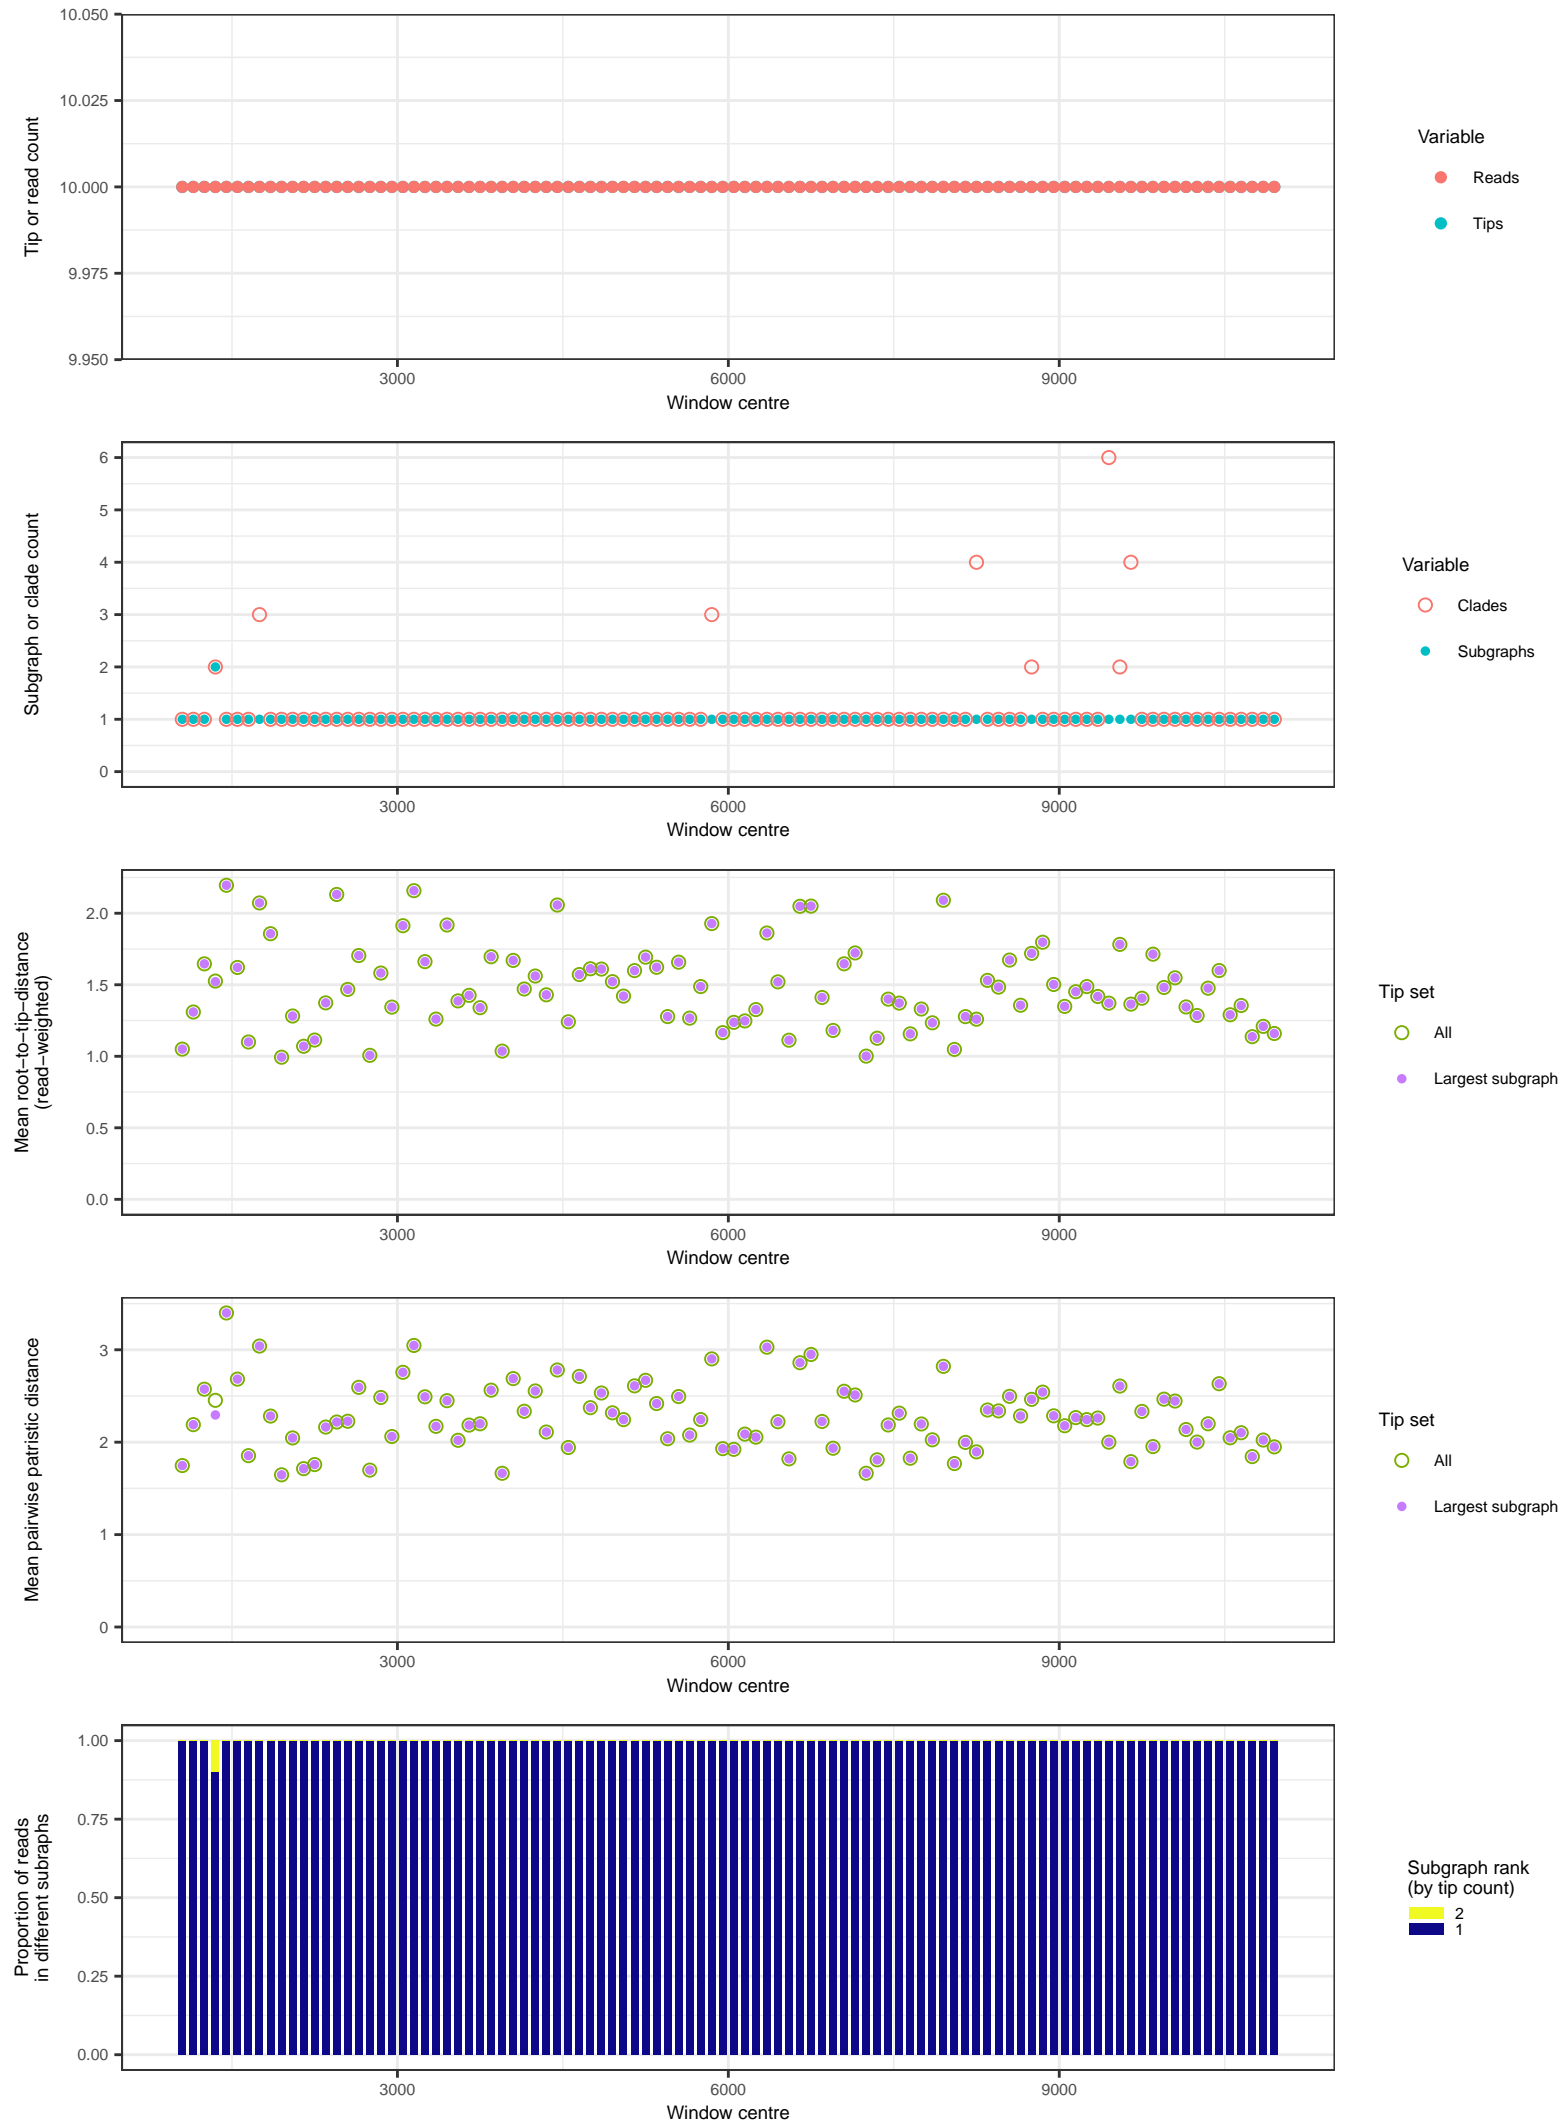 10.050
10.025
10.000
9.975
9.950
Tip or read count
3000 6000 9000
Window centre
Variable
Reads
Tips
6
5
4
3
2
1
0
Subgraph or clade count
3000 6000 9000
Window centre
Variable
Clades
Subgraphs
2.0
1.5
1.0
0.5
0.0
Mean root−to−tip−distance
(read−weighted)
3000 6000 9000
Window centre
Tip set
All
Largest subgraph
3
2
1
0
Mean pairwise patristic distance
3000 6000 9000
Window centre
Tip set
All
Largest subgraph
1.00
0.75
0.50
0.25
0.00
Proportion of reads
in different subraphs
3000 6000 9000
Window centre
Subgraph rank
(by tip count)
2
1